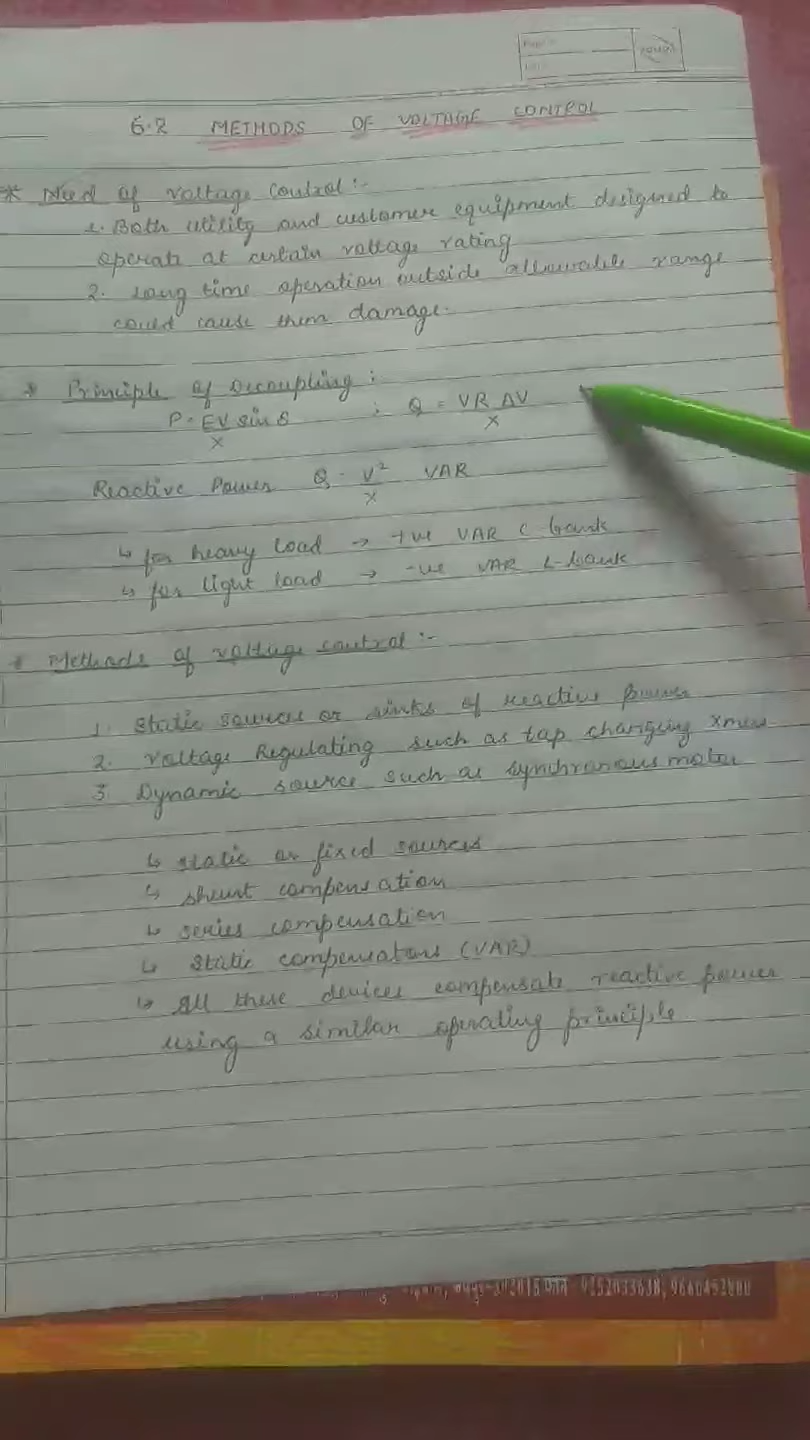 6.2 METHODS OF VOLTAGE CONTROL
* Need of voltage control :-
1. Both utility and customer equipment designed to
operate at certain voltage rating
2. Long time operation outside allowable range
could cause them damage.
* Principle of Decoupling :
P = EV sin δ / X ; Q = VR ΔV / X
Reactive Power Q = V² / X VAR
↳ for heavy load → +ve VAR C bank
↳ for light load → -ve VAR L-bank
* Methods of voltage control :-
1. Static sources or sinks of reactive power
2. Voltage Regulating such as tap changing xmer
3. Dynamic source such as synchronous motor
↳ static or fixed sources
↳ shunt compensation
↳ series compensation
↳ static compensators (VAR)
↳ All these devices compensate reactive power
using a similar operating principle
9660452800